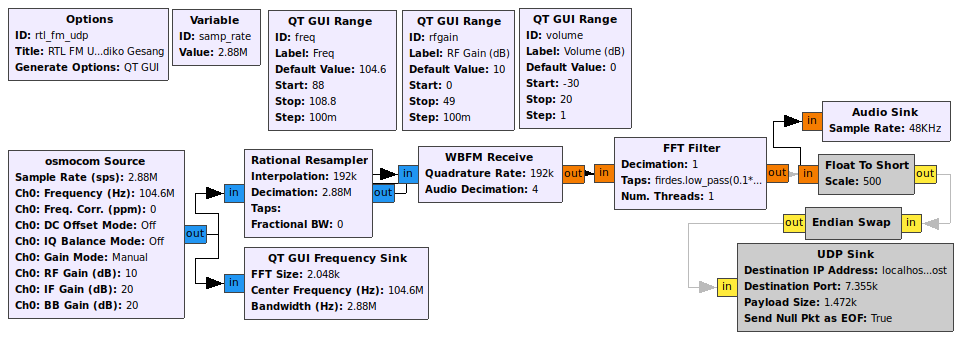 Options
ID: rtl_fm_udp
Title: RTL FM U...diko Gesang
Generate Options: QT GUI
Variable
ID: samp_rate
Value: 2.88M
QT GUI Range
ID: freq
Label: Freq
Default Value: 104.6
Start: 88
Stop: 108.8
Step: 100m
QT GUI Range
ID: rfgain
Label: RF Gain (dB)
Default Value: 10
Start: 0
Stop: 49
Step: 100m
QT GUI Range
ID: volume
Label: Volume (dB)
Default Value: 0
Start: -30
Stop: 20
Step: 1
osmocom Source
Sample Rate (sps): 2.88M
Ch0: Frequency (Hz): 104.6M
Ch0: Freq. Corr. (ppm): 0
Ch0: DC Offset Mode: Off
Ch0: IQ Balance Mode: Off
Ch0: Gain Mode: Manual
Ch0: RF Gain (dB): 10
Ch0: IF Gain (dB): 20
Ch0: BB Gain (dB): 20
out
in
Rational Resampler
Interpolation: 192k
Decimation: 2.88M
Taps:
Fractional BW: 0
out
in
QT GUI Frequency Sink
FFT Size: 2.048k
Center Frequency (Hz): 104.6M
Bandwidth (Hz): 2.88M
in
WBFM Receive
Quadrature Rate: 192k
Audio Decimation: 4
out
in
FFT Filter
Decimation: 1
Taps: firdes.low_pass(0.1*...
Num. Threads: 1
out
in
Audio Sink
Sample Rate: 48KHz
in
Float To Short
Scale: 500
out
out
Endian Swap
in
in
UDP Sink
Destination IP Address: localhos...ost
Destination Port: 7.355k
Payload Size: 1.472k
Send Null Pkt as EOF: True